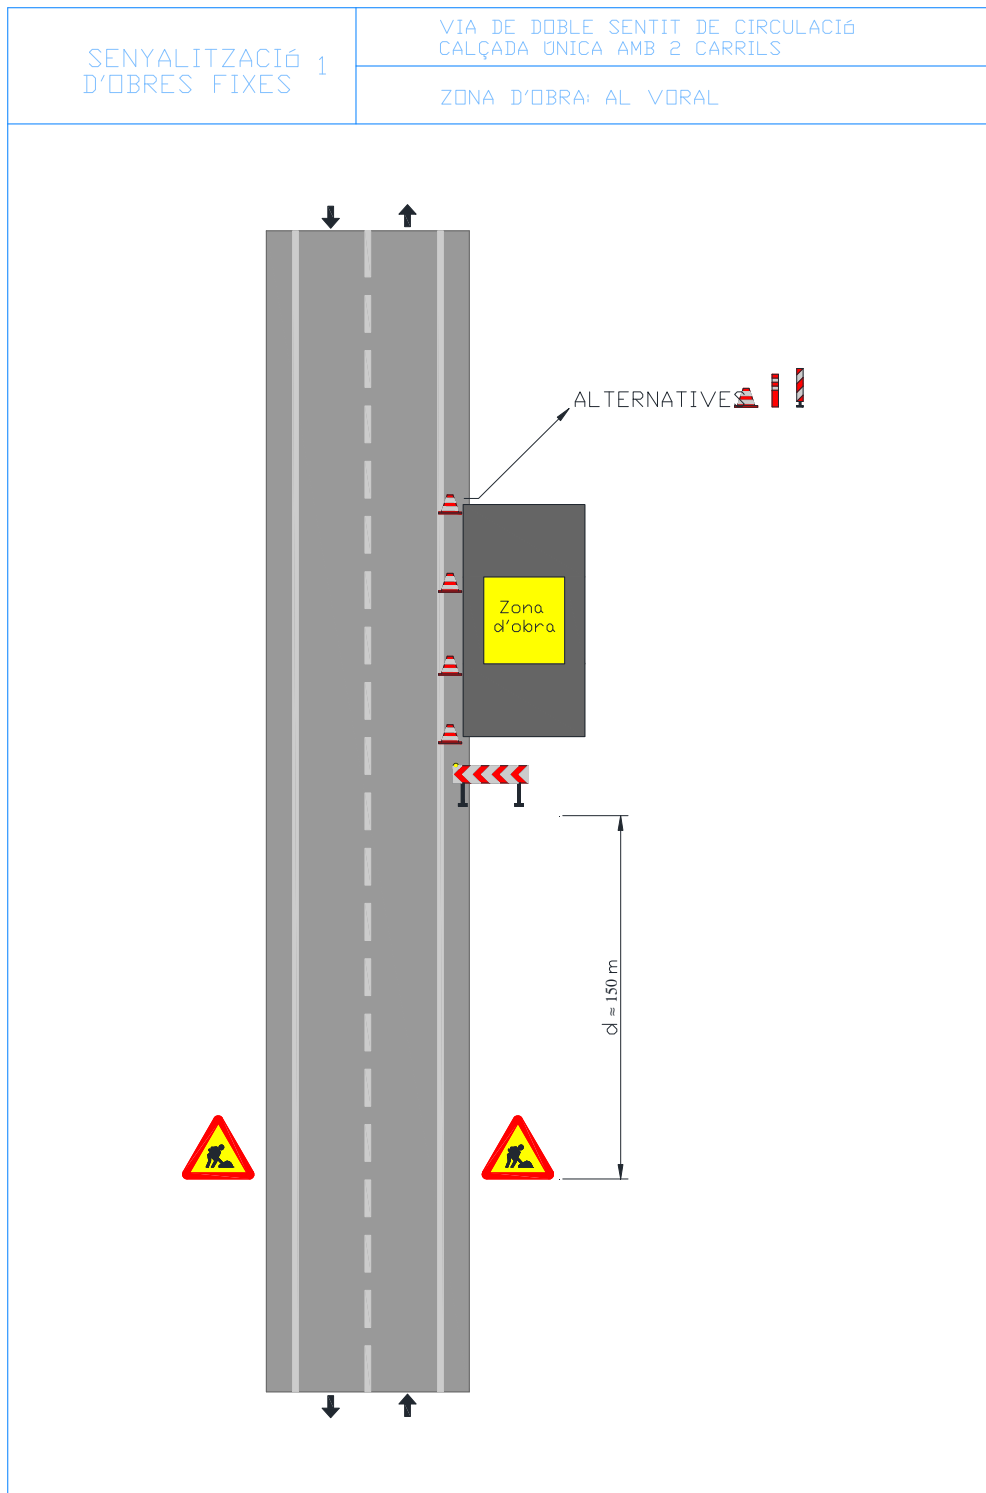 SENYALITZACIó 1
D'OBRES FIXES
VIA DE DOBLE SENTIT DE CIRCULACIó
CALÇADA ÚNICA AMB 2 CARRILS
ZONA D'OBRA: AL VORAL
ALTERNATIVES
Zona
d'obra
d ≈ 150 m